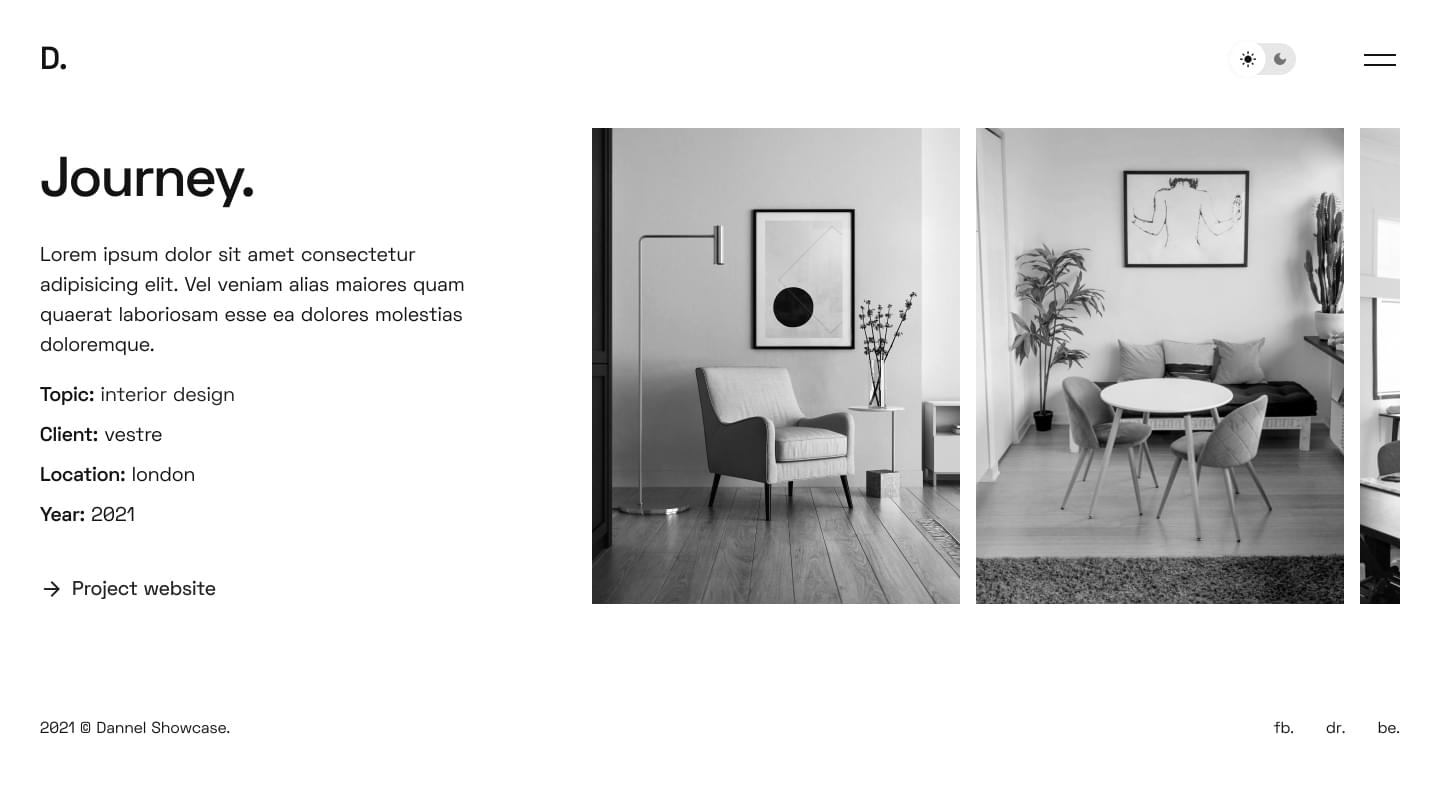 D.
Journey.
Lorem ipsum dolor sit amet consectetur
adipisicing elit. Vel veniam alias maiores quam
quaerat laboriosam esse ea dolores molestias
doloremque.
Topic: interior design
Client: vestre
Location: london
Year: 2021
Project website
2021 © Dannel Showcase.
fb. dr. be.